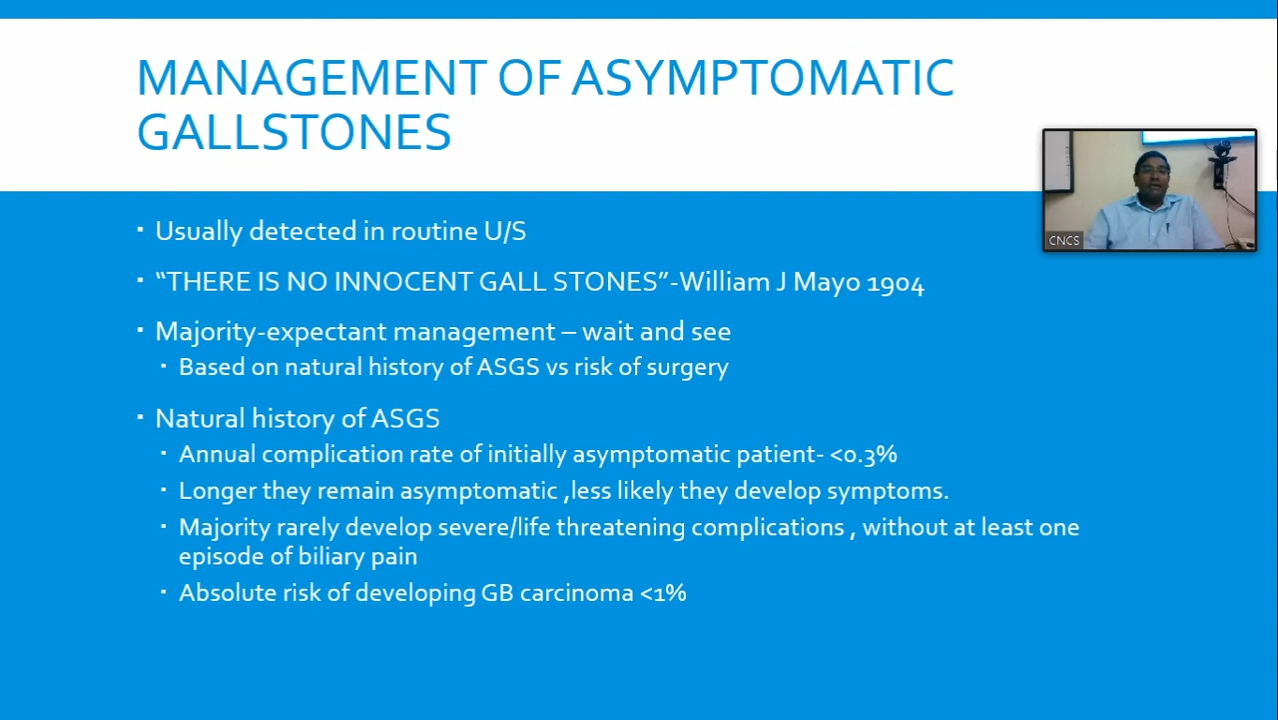 MANAGEMENT OF ASYMPTOMATIC
GALLSTONES
CNCS
▪ Usually detected in routine U/S
▪ “THERE IS NO INNOCENT GALL STONES”-William J Mayo 1904
▪ Majority-expectant management – wait and see
▪ Based on natural history of ASGS vs risk of surgery
▪ Natural history of ASGS
▪ Annual complication rate of initially asymptomatic patient- <0.3%
▪ Longer they remain asymptomatic ,less likely they develop symptoms.
▪ Majority rarely develop severe/life threatening complications , without at least one
episode of biliary pain
▪ Absolute risk of developing GB carcinoma <1%